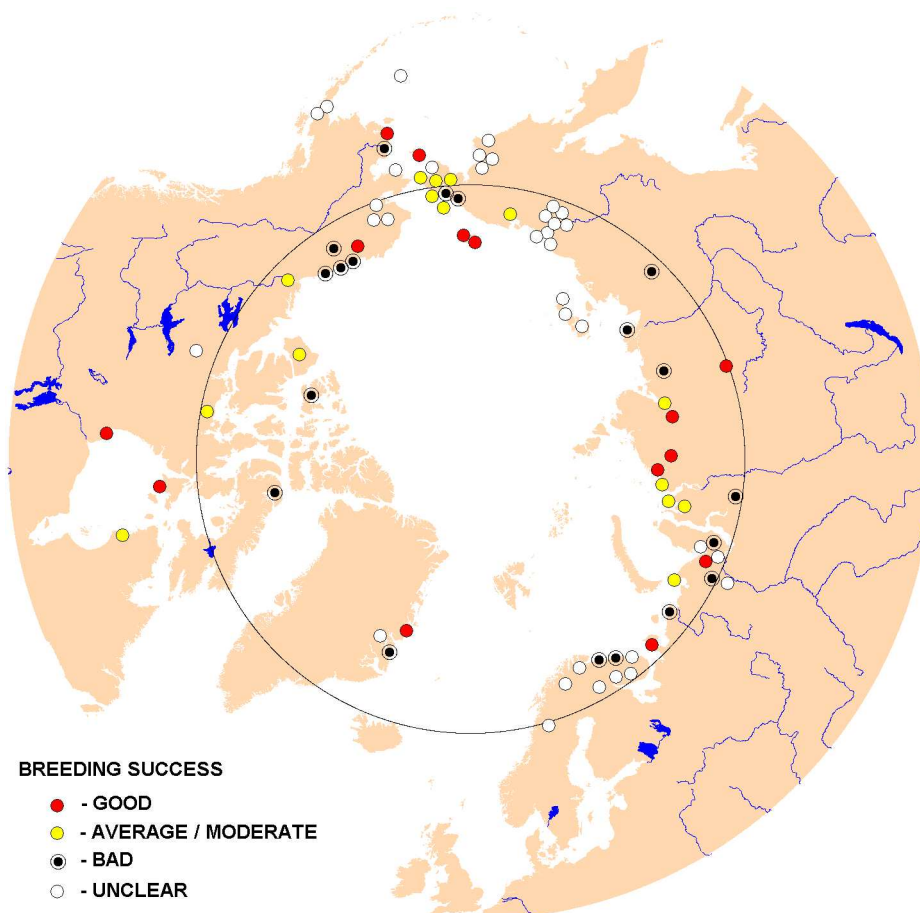 BREEDING SUCCESS
- GOOD
- AVERAGE / MODERATE
- BAD
- UNCLEAR